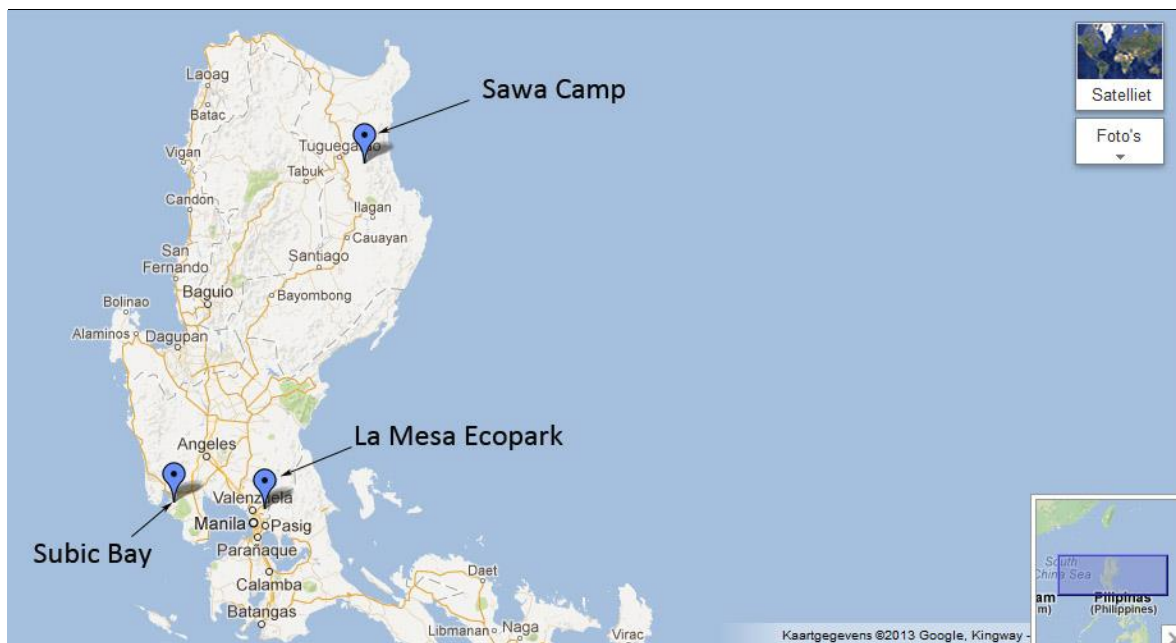 Sawa Camp
Satelliet
Foto's
Laoag
Batac
Vigan
Tabuk
Candon
Ilagan
Cauayan
San
Fernando
Santiago
Baguio
Bayombong
Bolinao
Alaminos
Dagupan
La Mesa Ecopark
Angeles
Valenzuela
Manila
Pasig
Subic Bay
Parañaque
Calamba
Batangas
Daet
Libmanan
Naga
Virac
South
China Sea
Pilipinas
(Philippines)
Kaartgegevens ©2013 Google, Kingway -